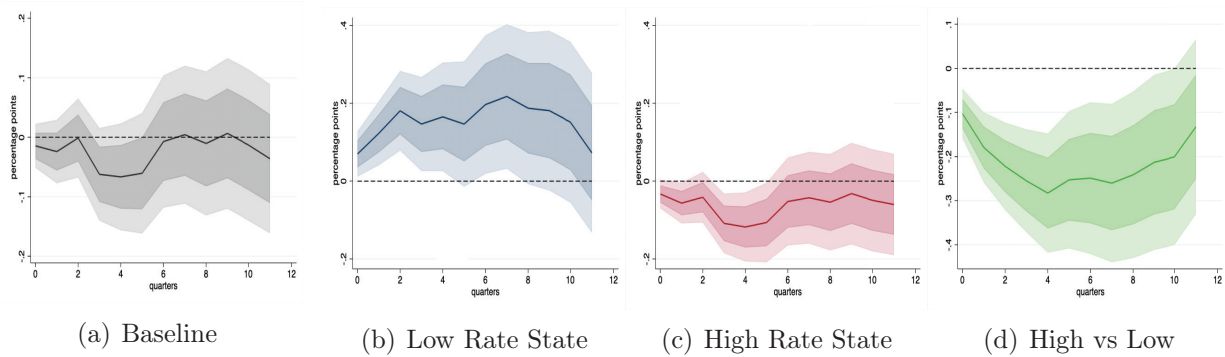 .2
.1
0
-.1
-.2
percentage points
0 2 4 6 8 10 12
quarters
(a) Baseline
.4
.2
0
-.2
percentage points
0 2 4 6 8 10 12
quarters
(b) Low Rate State
.4
.2
0
-.2
percentage points
0 2 4 6 8 10 12
quarters
(c) High Rate State
.1
0
-.1
-.2
-.3
-.4
percentage points
0 2 4 6 8 10 12
quarters
(d) High vs Low